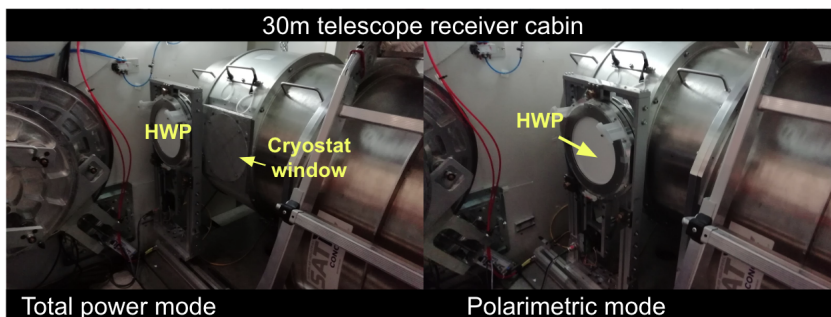 30m telescope receiver cabin
HWP
Cryostat
window
HWP
Total power mode
Polarimetric mode